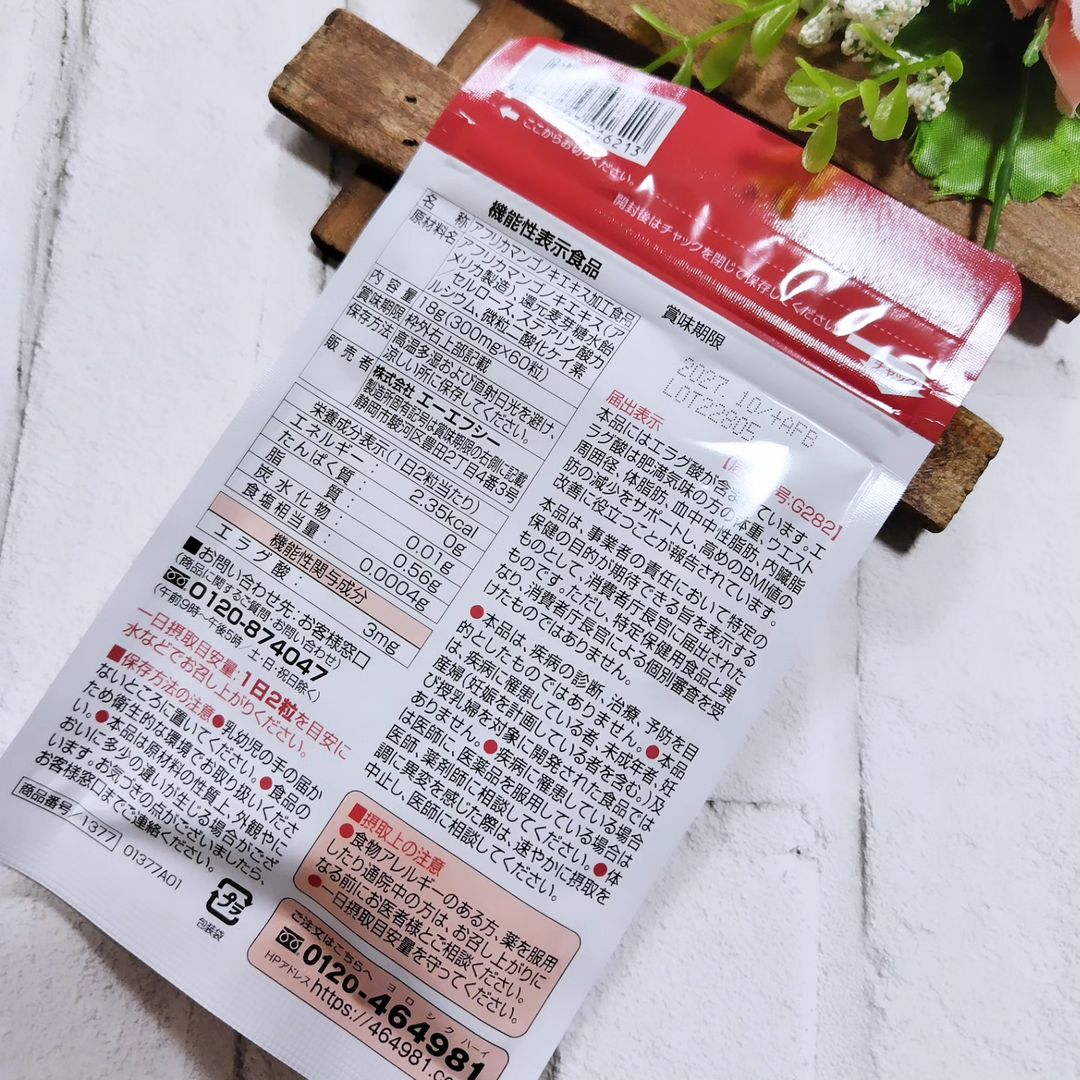 6213
ここからお切りください。
開封後はチャックを閉じて保存してください。
チャック
機能性表示食品
名　称 アフリカマンゴノキエキス加工食品
原材料名 アフリカマンゴノキエキス(ア
メリカ製造)、還元麦芽糖水飴
/セルロース、ステアリン酸カ
ルシウム、微粒二酸化ケイ素
内容量 18g(300mg×60粒)
賞味期限 枠外右上部記載
保存方法 高温多湿および直射日光を避け、
涼しい所に保存してください。
販売者 株式会社 エーエフシー
製造所固有記号は賞味期限の右側に記載
静岡市駿河区豊田2丁目4番3号
栄養成分表示(1日2粒当たり)
エネルギー: 2.35kcal
たんぱく質: 0g
脂　質: 0.01g
炭水化物: 0.56g
食塩相当量: 0.0004g
機能性関与成分
エラグ酸: 3mg
■お問い合わせ先:お客様窓口
(商品に関するご質問・お問い合わせ)
0120-874047
(午前9時〜午後5時/土・日・祝日除く)
一日摂取目安量:1日2粒を目安に
水などでお召し上がりください。
■保存方法の注意●乳幼児の手の届か
ないところに置いてください。●食品の
ため衛生的な環境でお取り扱いくださ
い。●本品は原材料の性質上、外観やに
おいに多少の違いが生じる場合がござ
います。お気づきの点がございましたら、
お客様窓口までご連絡ください。
商品番号/1377 01377A01
プラ
包装袋
賞味期限
2027.10/+AFB
LOT22805
届出表示
号:G282】
本品にはエラグ酸が含まれています。エ
ラグ酸は肥満気味の方の体重、ウエスト
周囲径、体脂肪、血中中性脂肪、内臓脂
肪の減少をサポートし、高めのBMI値の
改善に役立つことが報告されています。
本品は、事業者の責任において特定の
保健の目的が期待できる旨を表示する
ものとして、消費者庁長官に届出された
ものです。ただし、特定保健用食品と異
なり、消費者庁長官による個別審査を受
けたものではありません。
●本品は、疾病の診断、治療、予防を目
的としたものではありません。●本品
は、疾病に罹患している者、未成年者、妊
産婦(妊娠を計画している者を含む。)及
び授乳婦を対象に開発された食品では
ありません。●疾病に罹患している場合
は医師に、医薬品を服用している場合は
医師、薬剤師に相談してください。●体
調に異変を感じた際は、速やかに摂取を
中止し、医師に相談してください。
■摂取上の注意
●食物アレルギーのある方、薬を服用
したり通院中の方は、お召し上がりに
なる前にお医者様とご相談ください。
●一日摂取目安量を守ってください。
ご注文はこちらへ
ヨロ シク ハーイ
0120-464981
HPアドレス https://464981.co